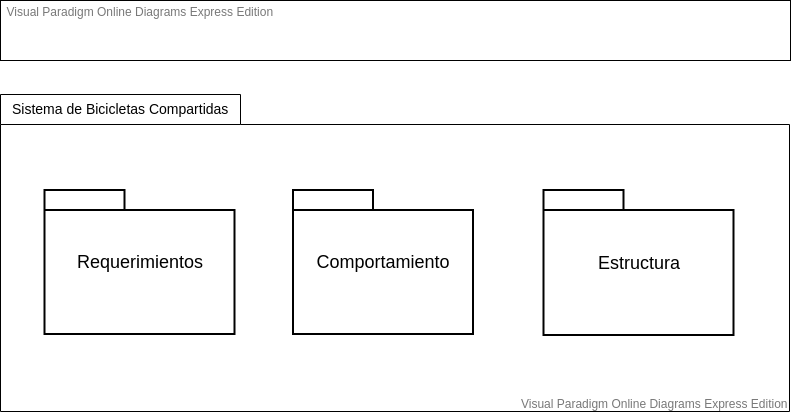 Visual Paradigm Online Diagrams Express Edition
Sistema de Bicicletas Compartidas
Requerimientos
Comportamiento
Estructura
Visual Paradigm Online Diagrams Express Edition